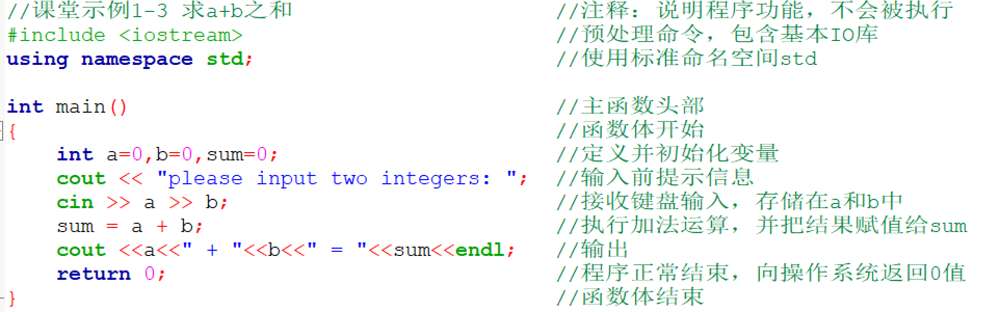 //课堂示例1-3 求a+b之和 //注释：说明程序功能，不会被执行
#include <iostream> //预处理命令，包含基本IO库
using namespace std; //使用标准命名空间std
int main() //主函数头部
{ //函数体开始
int a=0,b=0,sum=0; //定义并初始化变量
cout << "please input two integers: "; //输入前提示信息
cin >> a >> b; //接收键盘输入，存储在a和b中
sum = a + b; //执行加法运算，并把结果赋值给sum
cout <<a<<" + "<<b<<" = "<<sum<<endl; //输出
return 0; //程序正常结束，向操作系统返回0值
} //函数体结束